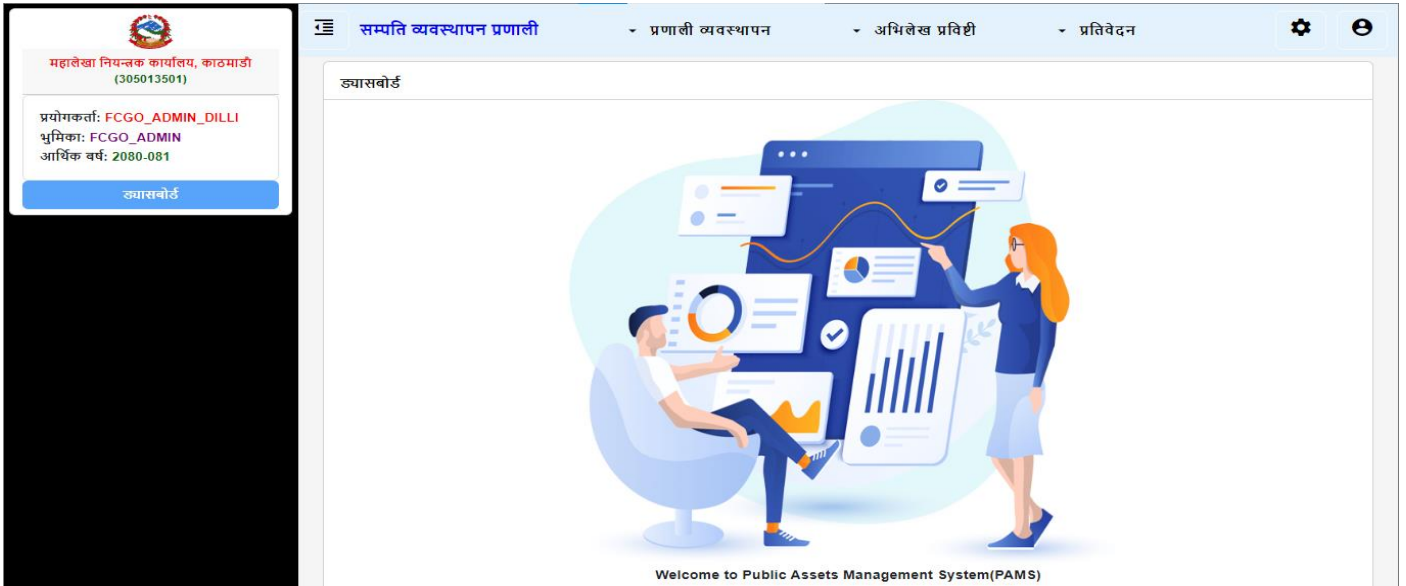 महालेखा नियन्त्रक कार्यालय, काठमाडौ
(305013501)
प्रयोगकर्ता: FCGO_ADMIN_DILLI
भुमिका: FCGO_ADMIN
आर्थिक बर्ष: 2080-081
ड्यासबोर्ड
सम्पति व्यवस्थापन प्रणाली प्रणाली व्यवस्थापन अभिलेख प्रविष्टी प्रतिवेदन
ड्यासबोर्ड
Welcome to Public Assets Management System(PAMS)